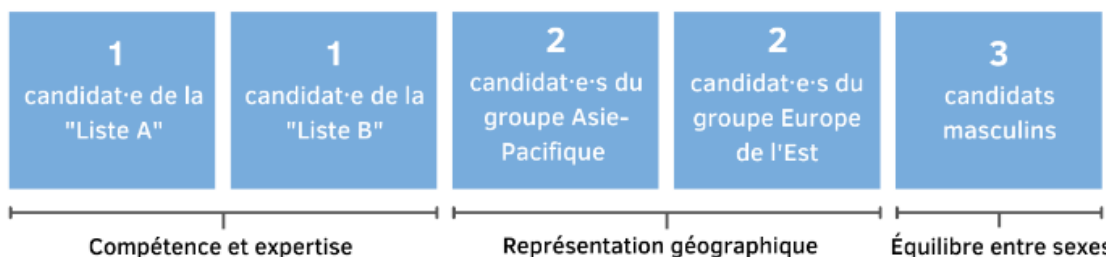 1
candidat·e de la
"Liste A"
1
candidat·e de la
"Liste B"
2
candidat·e·s du
groupe Asie-
Pacifique
2
candidat·e·s du
groupe Europe
de l'Est
3
candidats
masculins
Compétence et expertise
Représentation géographique
Équilibre entre sexes